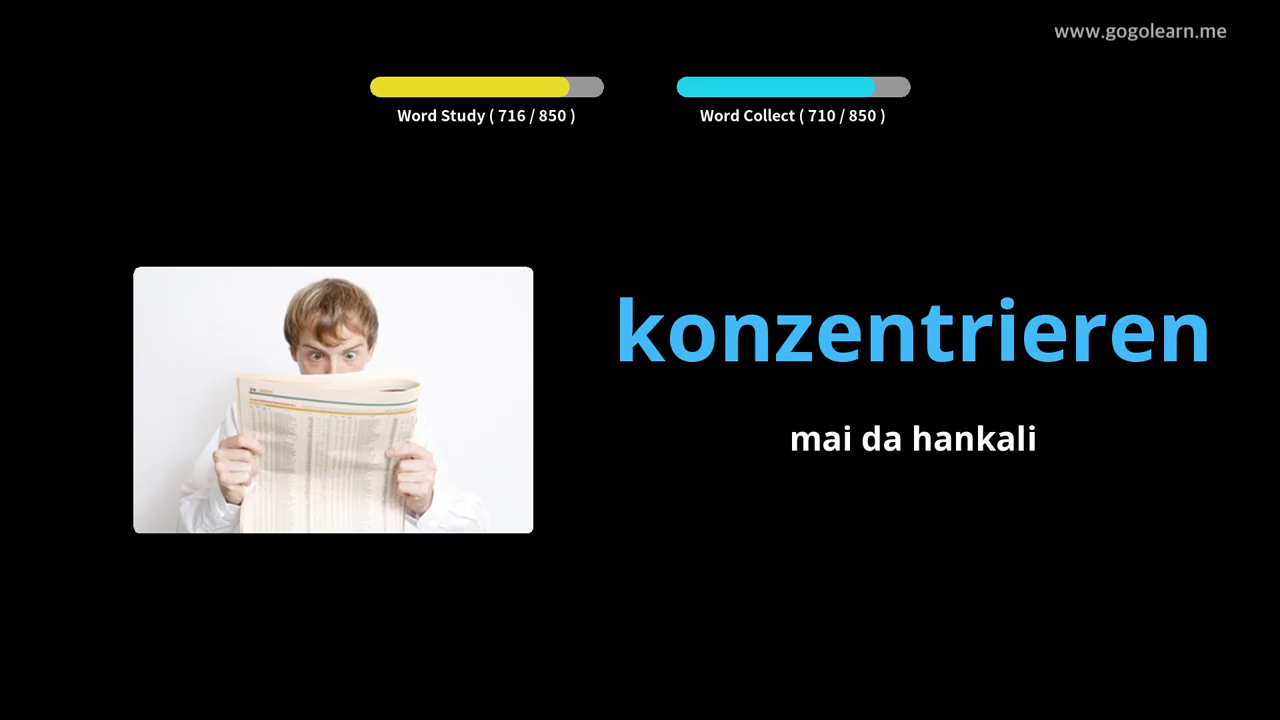 www.gogolearn.me
Word Study ( 716 / 850 )
Word Collect ( 710 / 850 )
konzentrieren
mai da hankali